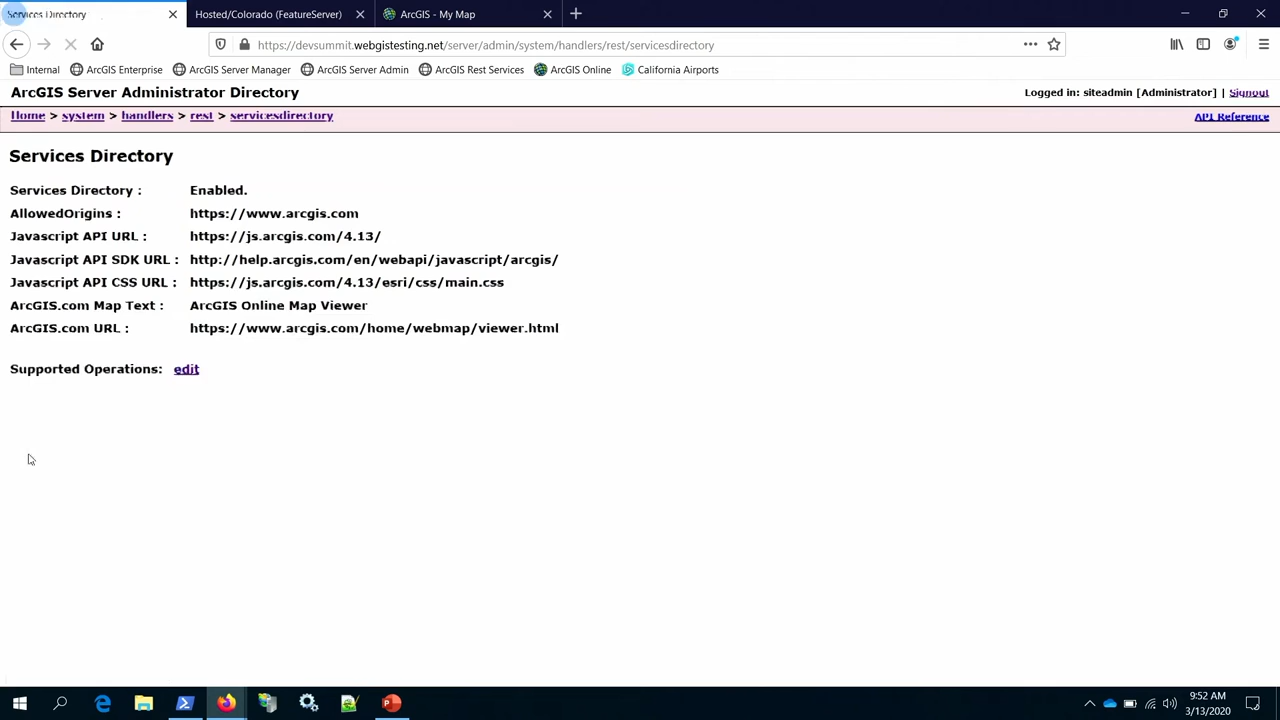 Services Directory
Hosted/Colorado (FeatureServer)
ArcGIS - My Map
https://devsummit.webgistesting.net/server/admin/system/handlers/rest/servicesdirectory
Internal ArcGIS Enterprise ArcGIS Server Manager ArcGIS Server Admin ArcGIS Rest Services ArcGIS Online California Airports
ArcGIS Server Administrator Directory
Logged in: siteadmin [Administrator] | Signout
Home > system > handlers > rest > servicesdirectory
API Reference
Services Directory
Services Directory : Enabled.
AllowedOrigins : https://www.arcgis.com
Javascript API URL : https://js.arcgis.com/4.13/
Javascript API SDK URL : http://help.arcgis.com/en/webapi/javascript/arcgis/
Javascript API CSS URL : https://js.arcgis.com/4.13/esri/css/main.css
ArcGIS.com Map Text : ArcGIS Online Map Viewer
ArcGIS.com URL : https://www.arcgis.com/home/webmap/viewer.html
Supported Operations: edit
9:52 AM
3/13/2020